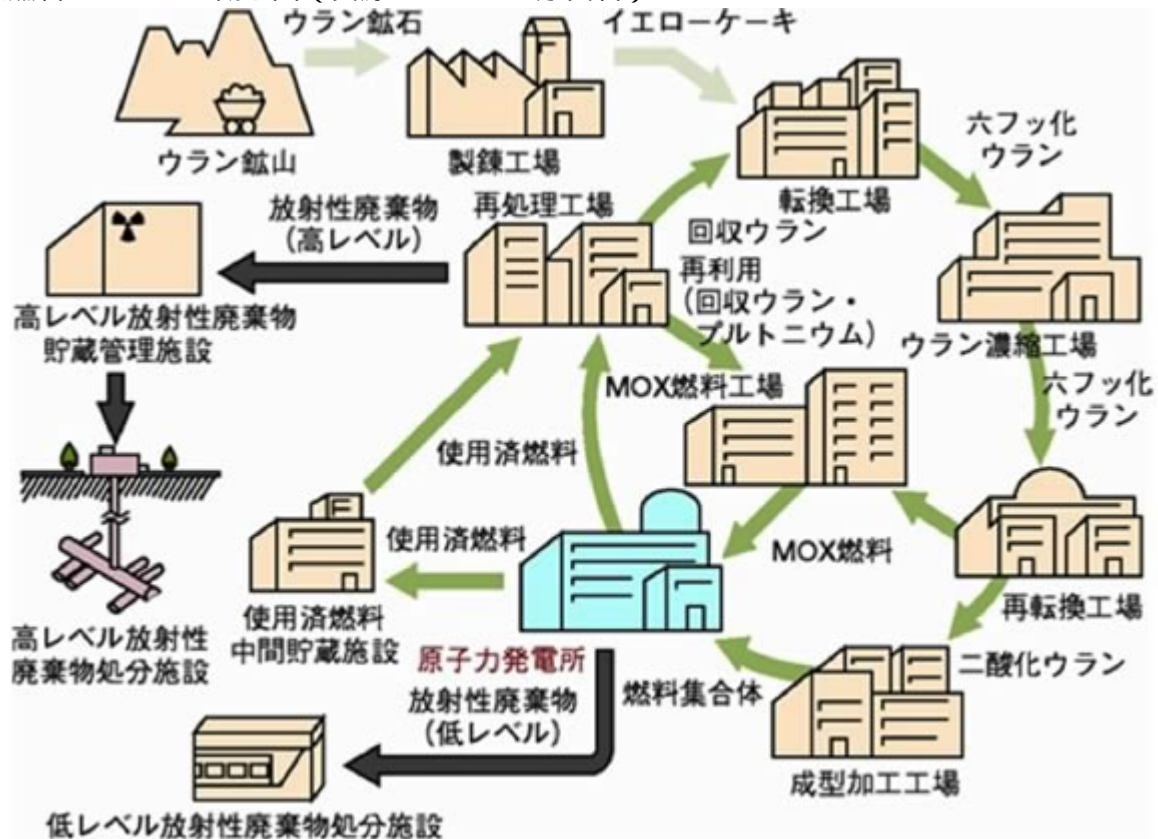 ウラン鉱石
イエローケーキ
ウラン鉱山
製錬工場
転換工場
六フッ化
ウラン
放射性廃棄物
(高レベル)
再処理工場
回収ウラン
再利用
(回収ウラン・
プルトニウム)
ウラン濃縮工場
高レベル放射性廃棄物
貯蔵管理施設
MOX燃料工場
六フッ化
ウラン
使用済燃料
使用済燃料
MOX燃料
再転換工場
高レベル放射性
廃棄物処分施設
使用済燃料
中間貯蔵施設
原子力発電所
二酸化ウラン
燃料集合体
放射性廃棄物
(低レベル)
成型加工工場
低レベル放射性廃棄物処分施設